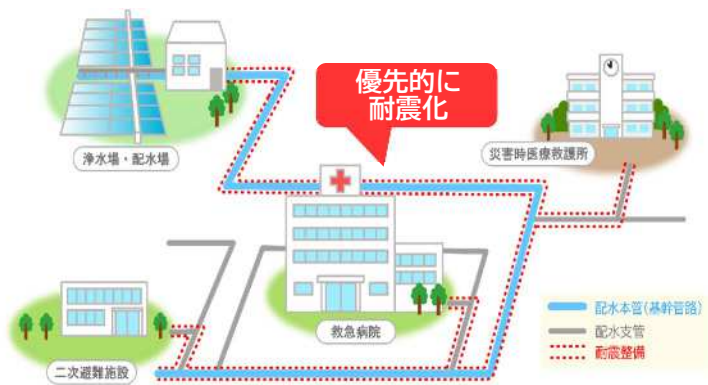 優先的に
耐震化
浄水場・配水場
災害時医療救護所
救急病院
二次避難施設
配水本管(基幹管路)
配水支管
耐震整備